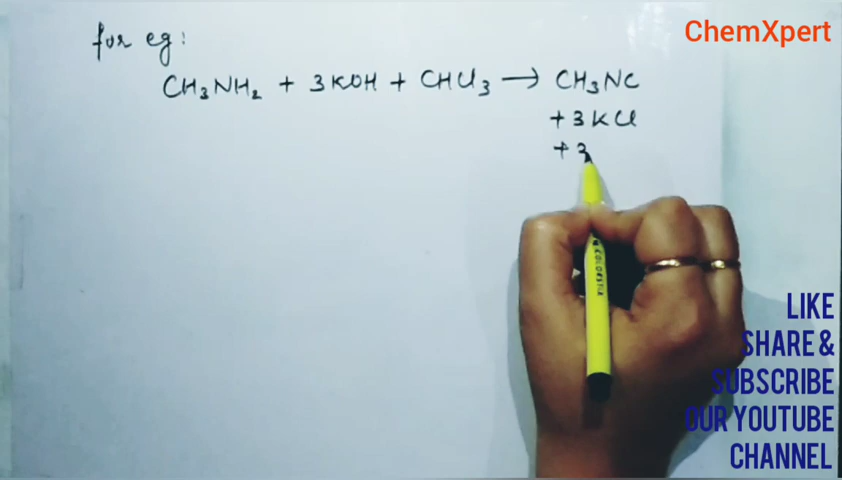 ChemXpert
for eg:
CH₃NH₂ + 3KOH + CHCl₃ → CH₃NC
+ 3KCl
+ 3
LIKE
SHARE &
SUBSCRIBE
OUR YOUTUBE
CHANNEL